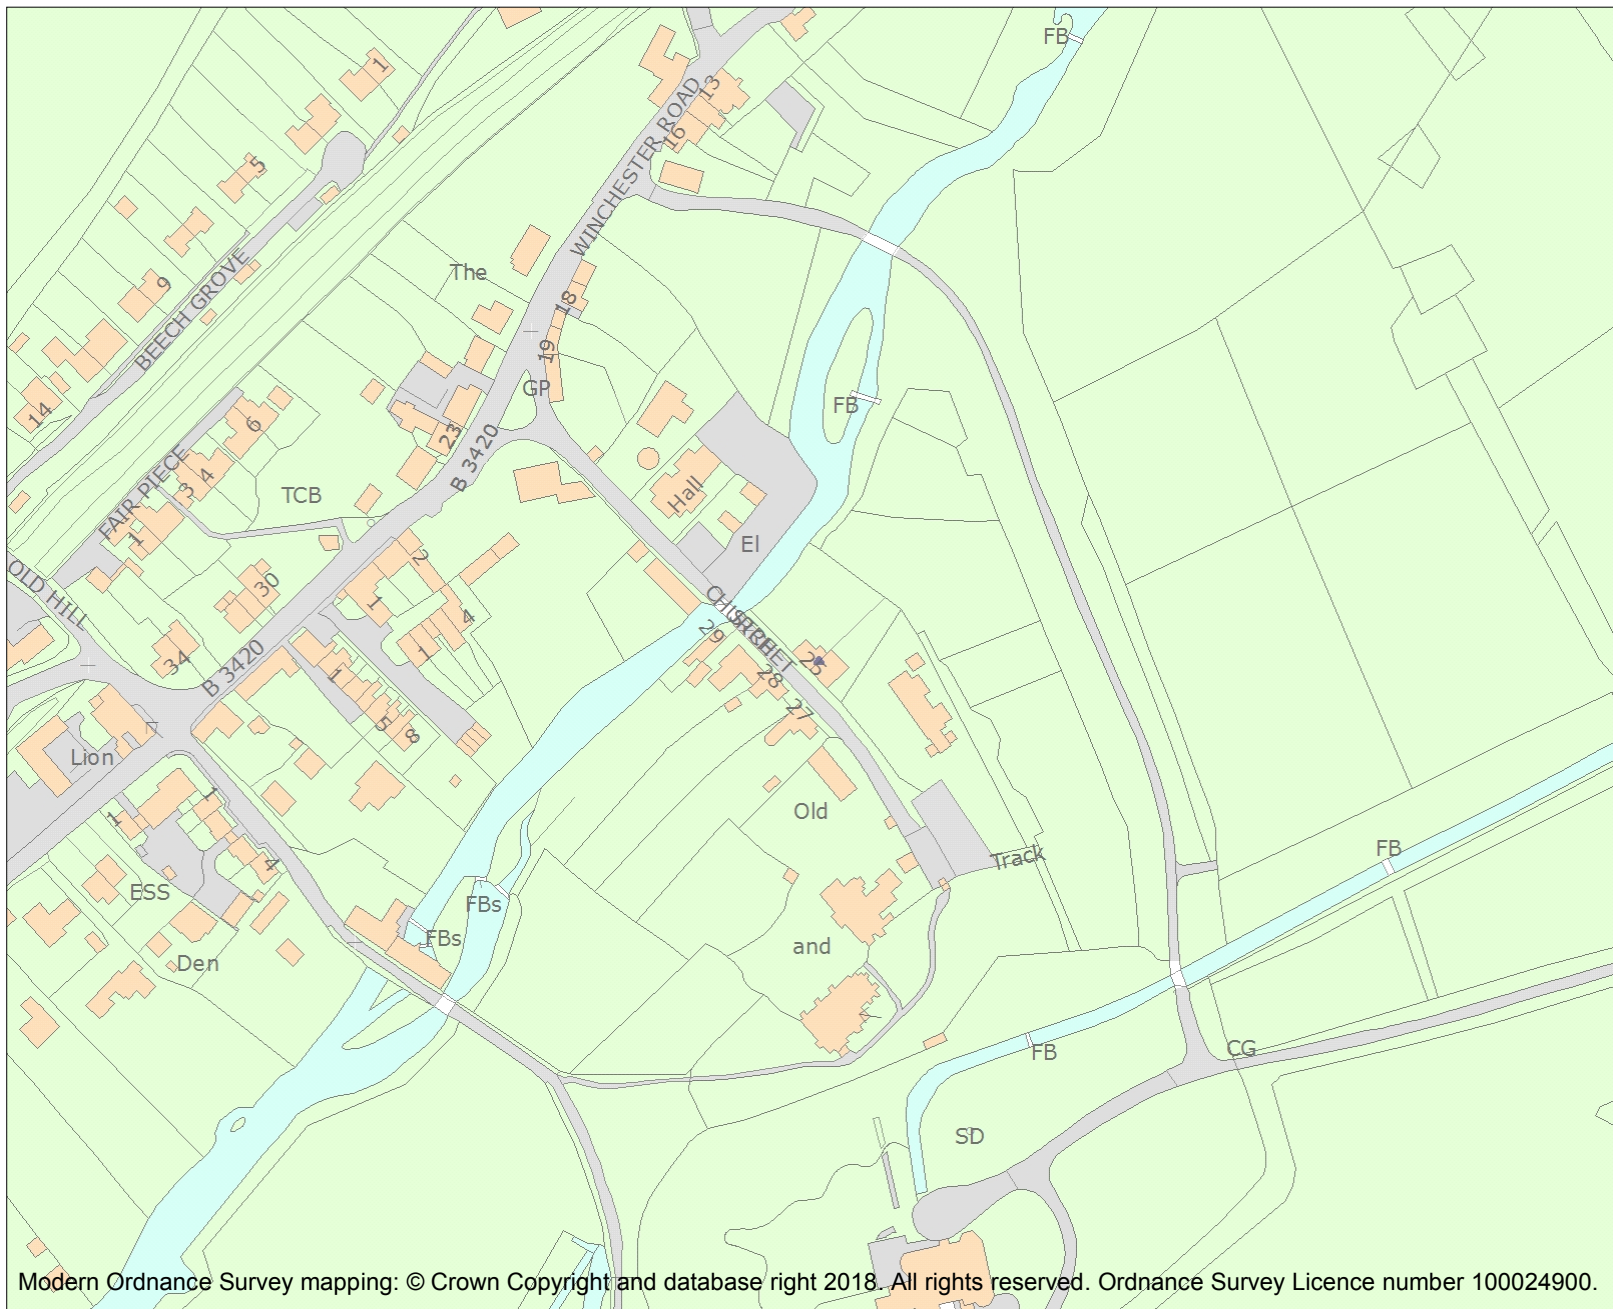 FB
1
13
WINCHESTER ROAD
16
5
The
9
BEECH GROVE
18
19
GP
FB
14
6
23
B 3420
FAIR PIECE
4
3
TCB
Hall
1
2
El
OLD HILL
30
1
4
CHURCH
STREET
29
1
25
34
28
B 3420
1
27
5
8
Lion
1
Old
1
Track
FB
4
ESS
FBs
FBs
and
Den
FB
CG
SD
Modern Ordnance Survey mapping: © Crown Copyright and database right 2018. All rights reserved. Ordnance Survey Licence number 100024900.